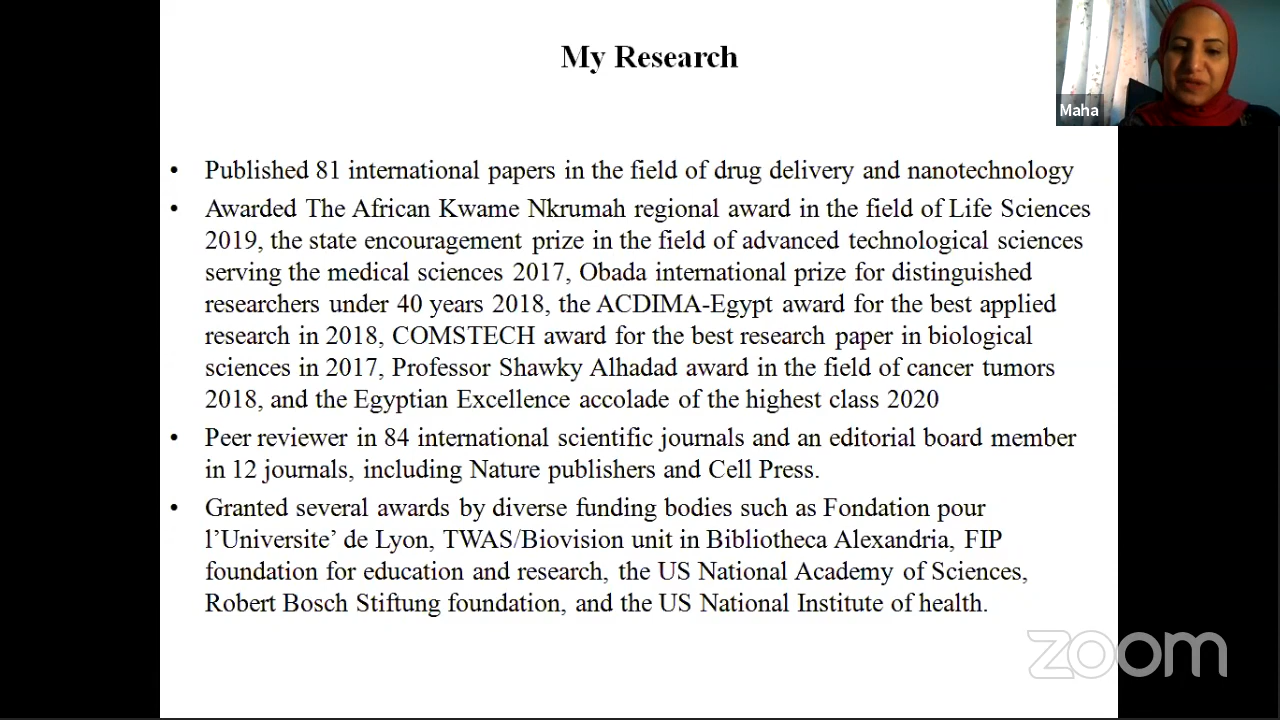 My Research
Maha
• Published 81 international papers in the field of drug delivery and nanotechnology
• Awarded The African Kwame Nkrumah regional award in the field of Life Sciences
2019, the state encouragement prize in the field of advanced technological sciences
serving the medical sciences 2017, Obada international prize for distinguished
researchers under 40 years 2018, the ACDIMA-Egypt award for the best applied
research in 2018, COMSTECH award for the best research paper in biological
sciences in 2017, Professor Shawky Alhadad award in the field of cancer tumors
2018, and the Egyptian Excellence accolade of the highest class 2020
• Peer reviewer in 84 international scientific journals and an editorial board member
in 12 journals, including Nature publishers and Cell Press.
• Granted several awards by diverse funding bodies such as Fondation pour
l’Universite’ de Lyon, TWAS/Biovision unit in Bibliotheca Alexandria, FIP
foundation for education and research, the US National Academy of Sciences,
Robert Bosch Stiftung foundation, and the US National Institute of health.
zoom